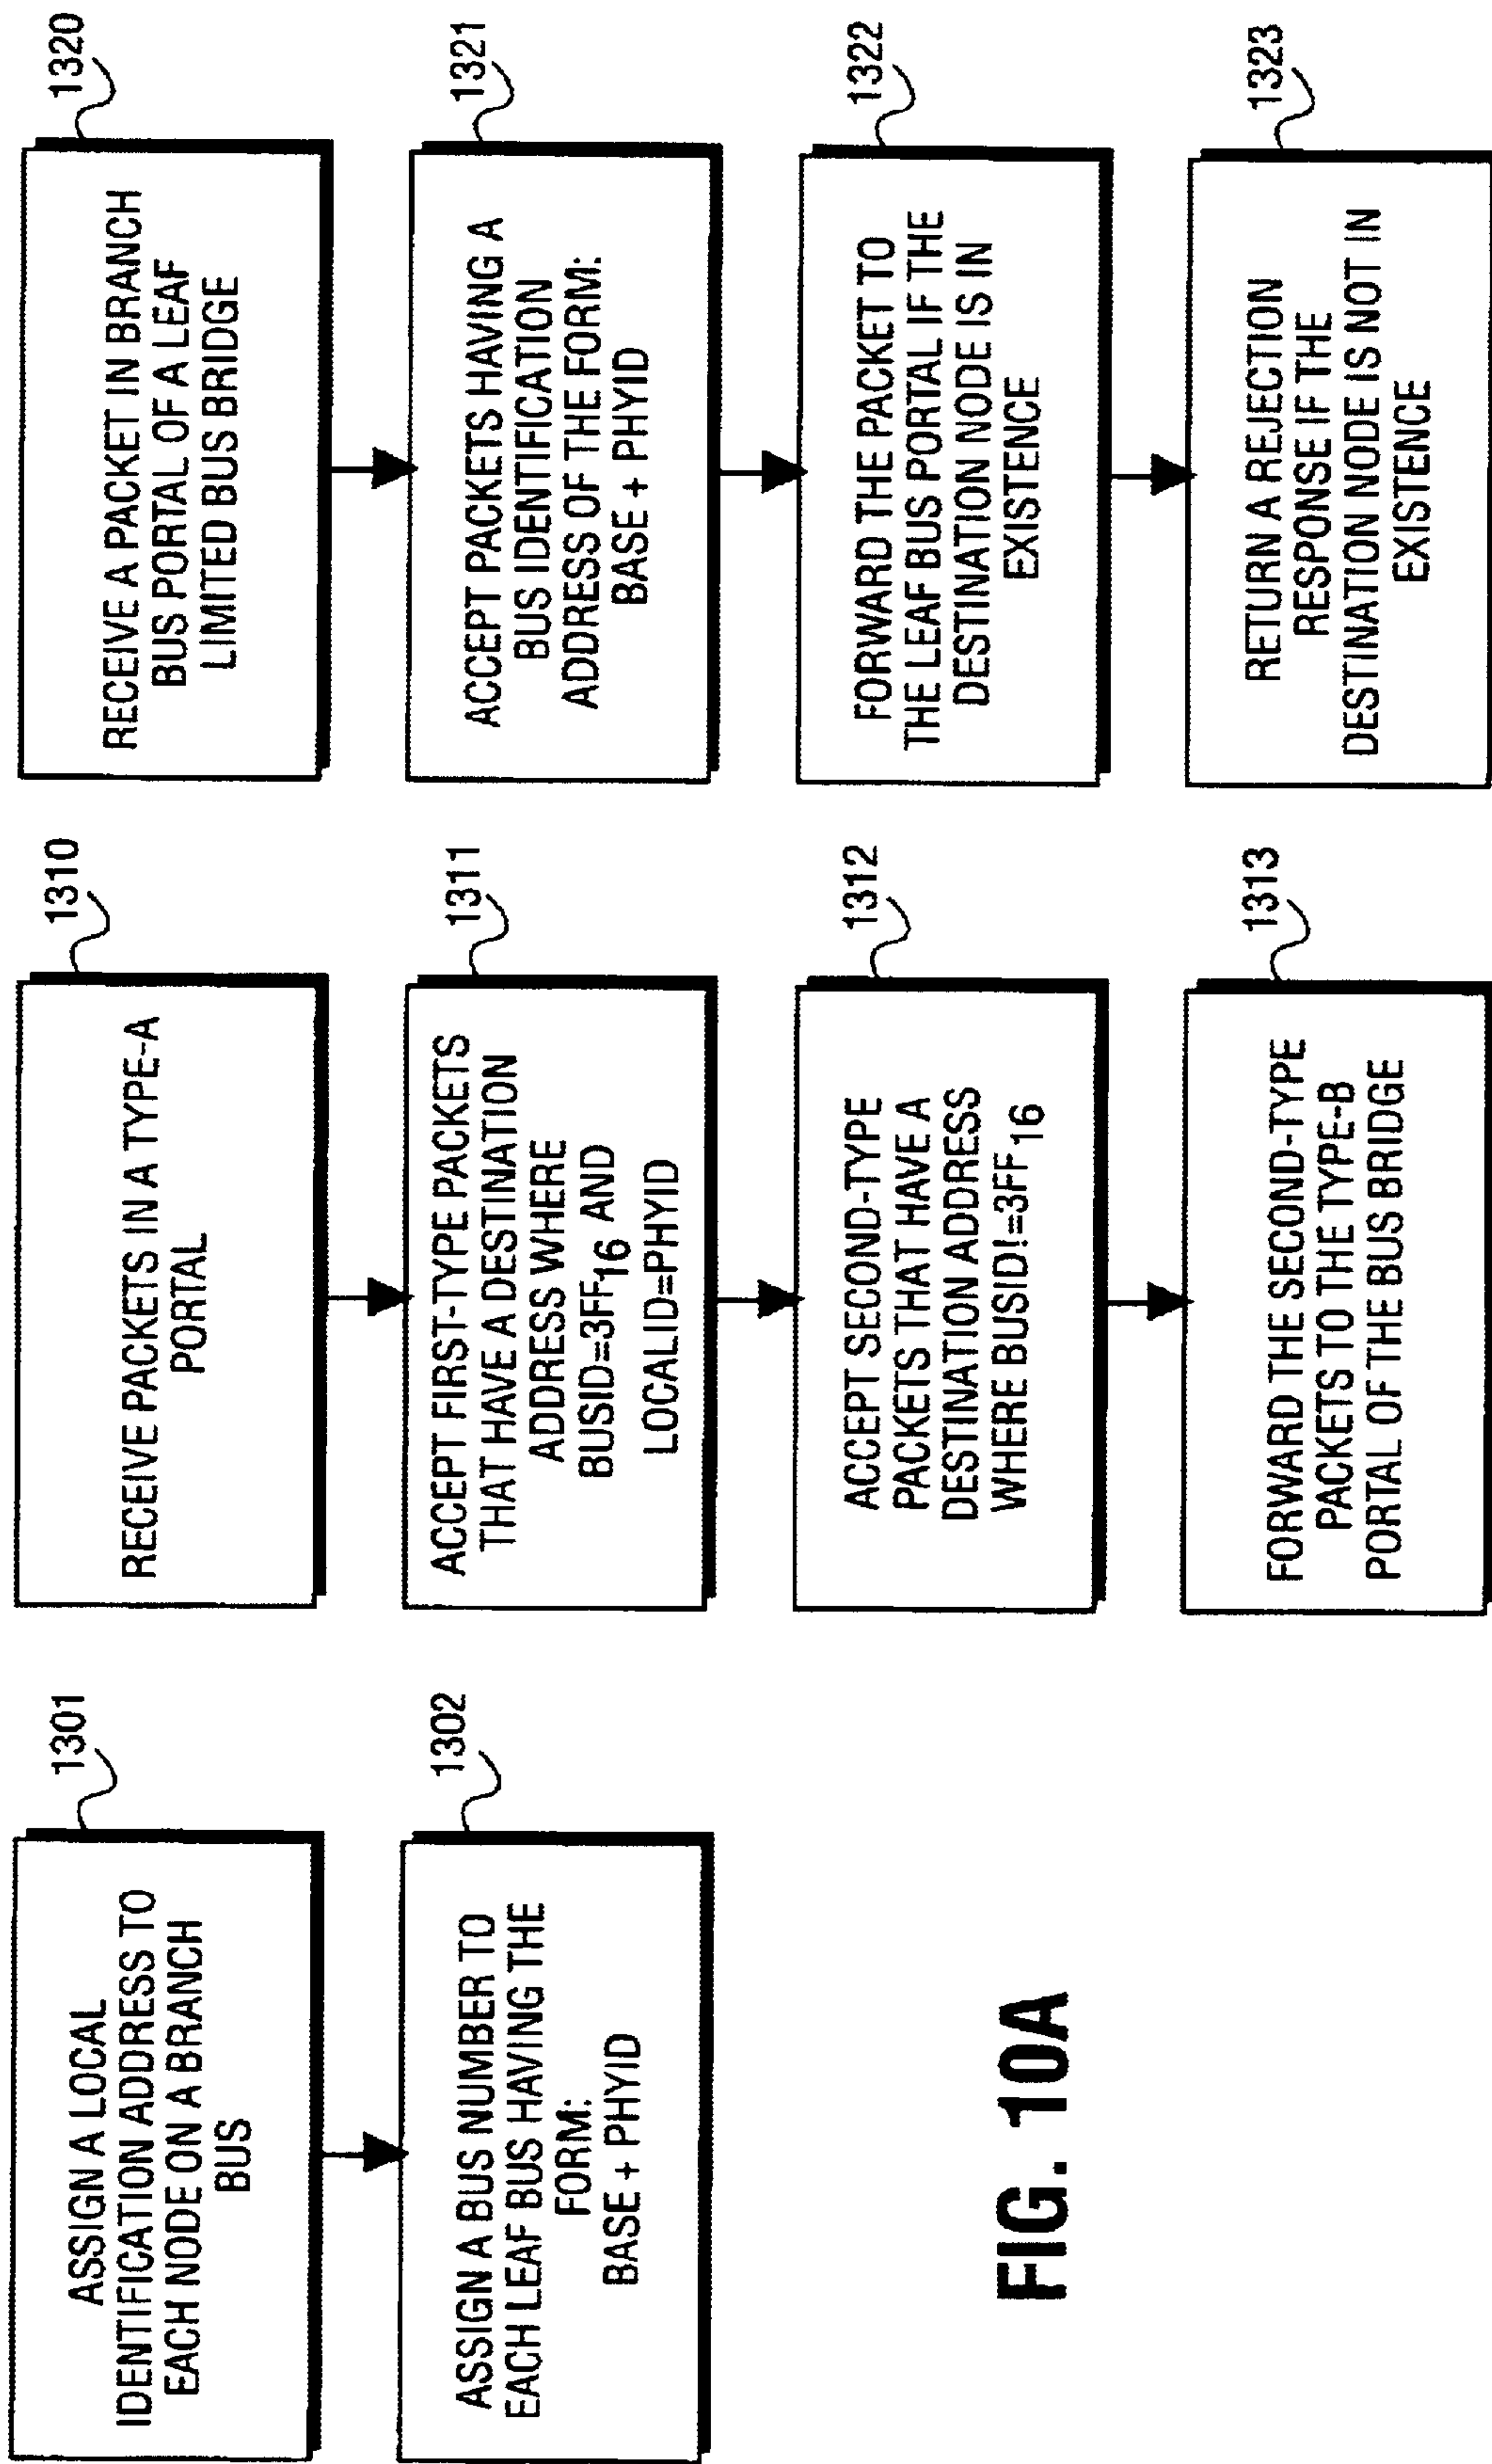 1301
ASSIGN A LOCAL
IDENTIFICATION ADDRESS TO
EACH NODE ON A BRANCH
BUS
1302
ASSIGN A BUS NUMBER TO
EACH LEAF BUS HAVING THE
FORM:
BASE + PHYID
1310
RECEIVE PACKETS IN A TYPE-A
PORTAL
1311
ACCEPT FIRST-TYPE PACKETS
THAT HAVE A DESTINATION
ADDRESS WHERE
BUSID=3FF16 AND
LOCALID=PHYID
1312
ACCEPT SECOND-TYPE
PACKETS THAT HAVE A
DESTINATION ADDRESS
WHERE BUSID!=3FF16
1313
FORWARD THE SECOND-TYPE
PACKETS TO THE TYPE-B
PORTAL OF THE BUS BRIDGE
1320
RECEIVE A PACKET IN BRANCH
BUS PORTAL OF A LEAF
LIMITED BUS BRIDGE
1321
ACCEPT PACKETS HAVING A
BUS IDENTIFICATION
ADDRESS OF THE FORM:
BASE + PHYID
1322
FORWARD THE PACKET TO
THE LEAF BUS PORTAL IF THE
DESTINATION NODE IS IN
EXISTENCE
1323
RETURN A REJECTION
RESPONSE IF THE
DESTINATION NODE IS NOT IN
EXISTENCE
FIG. 10A